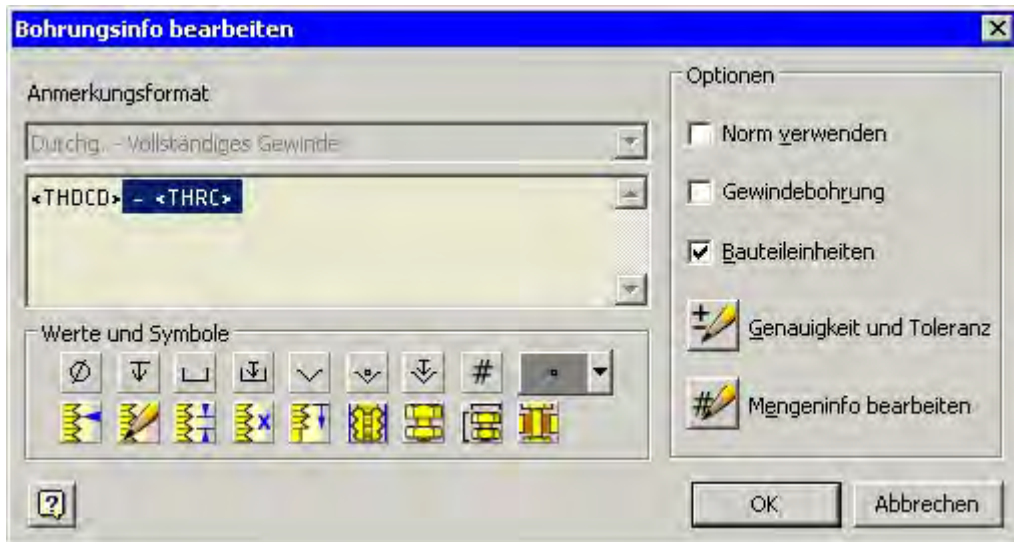 Bohrungsinfo bearbeiten
Anmerkungsformat
Durchg. - Vollständiges Gewinde
<THDCD> - <THRC>
Werte und Symbole
#
Optionen
Norm verwenden
Gewindebohrung
Bauteileinheiten
Genauigkeit und Toleranz
Mengeninfo bearbeiten
OK
Abbrechen